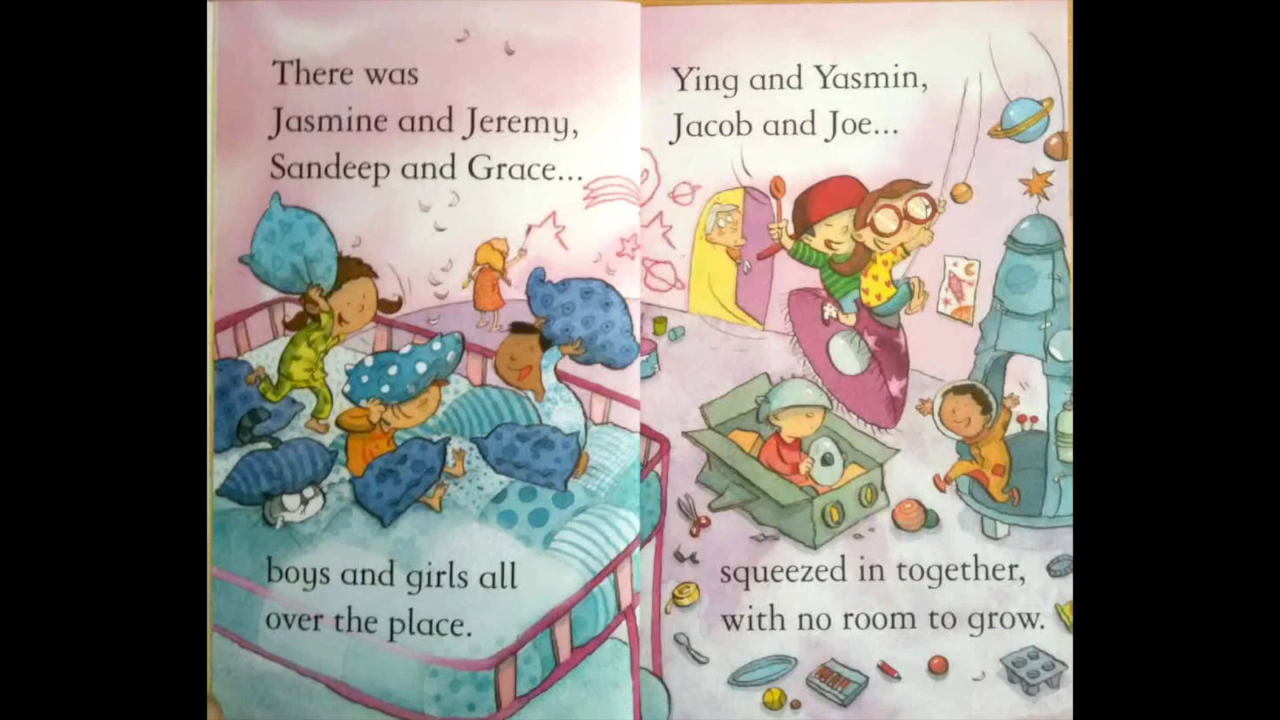 There was
Jasmine and Jeremy,
Sandeep and Grace...
boys and girls all
over the place.
Ying and Yasmin,
Jacob and Joe...
squeezed in together,
with no room to grow.